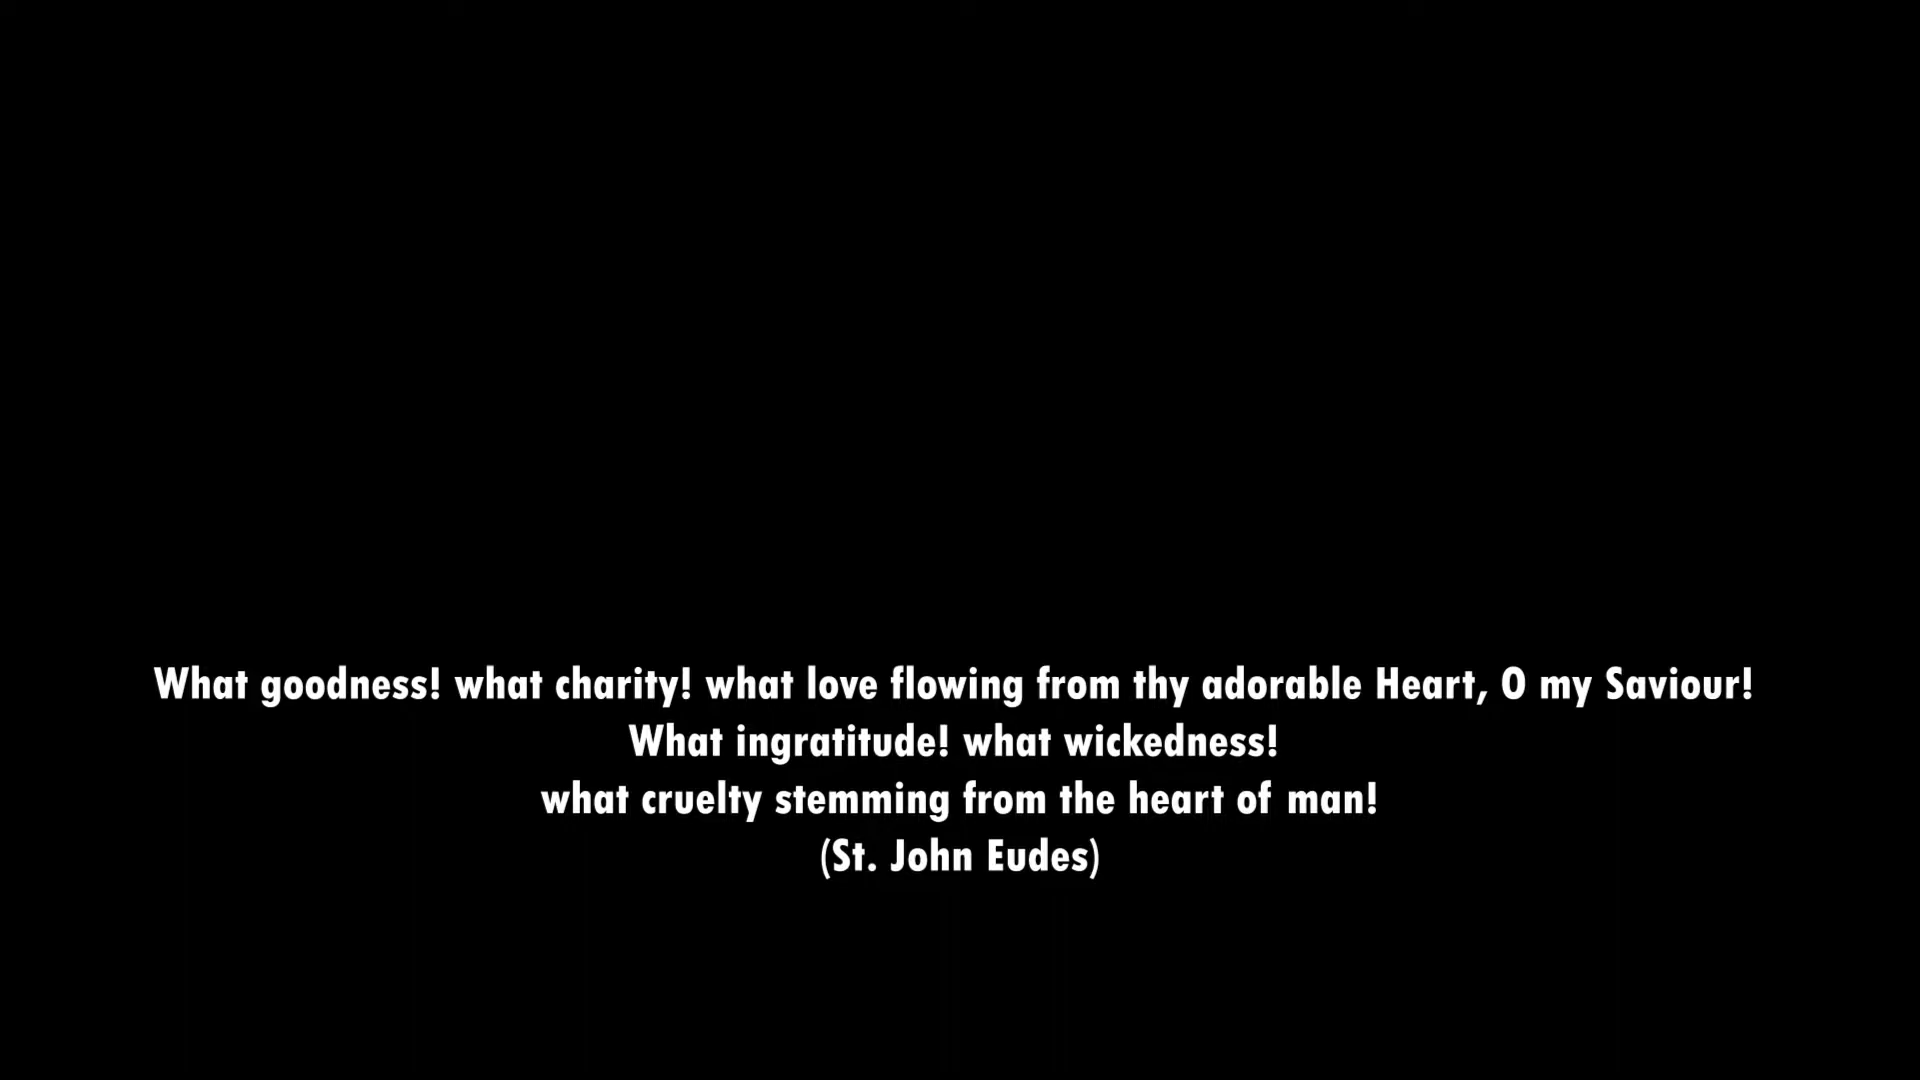 What goodness! what charity! what love flowing from thy adorable Heart, O my Saviour!
What ingratitude! what wickedness!
what cruelty stemming from the heart of man!
(St. John Eudes)